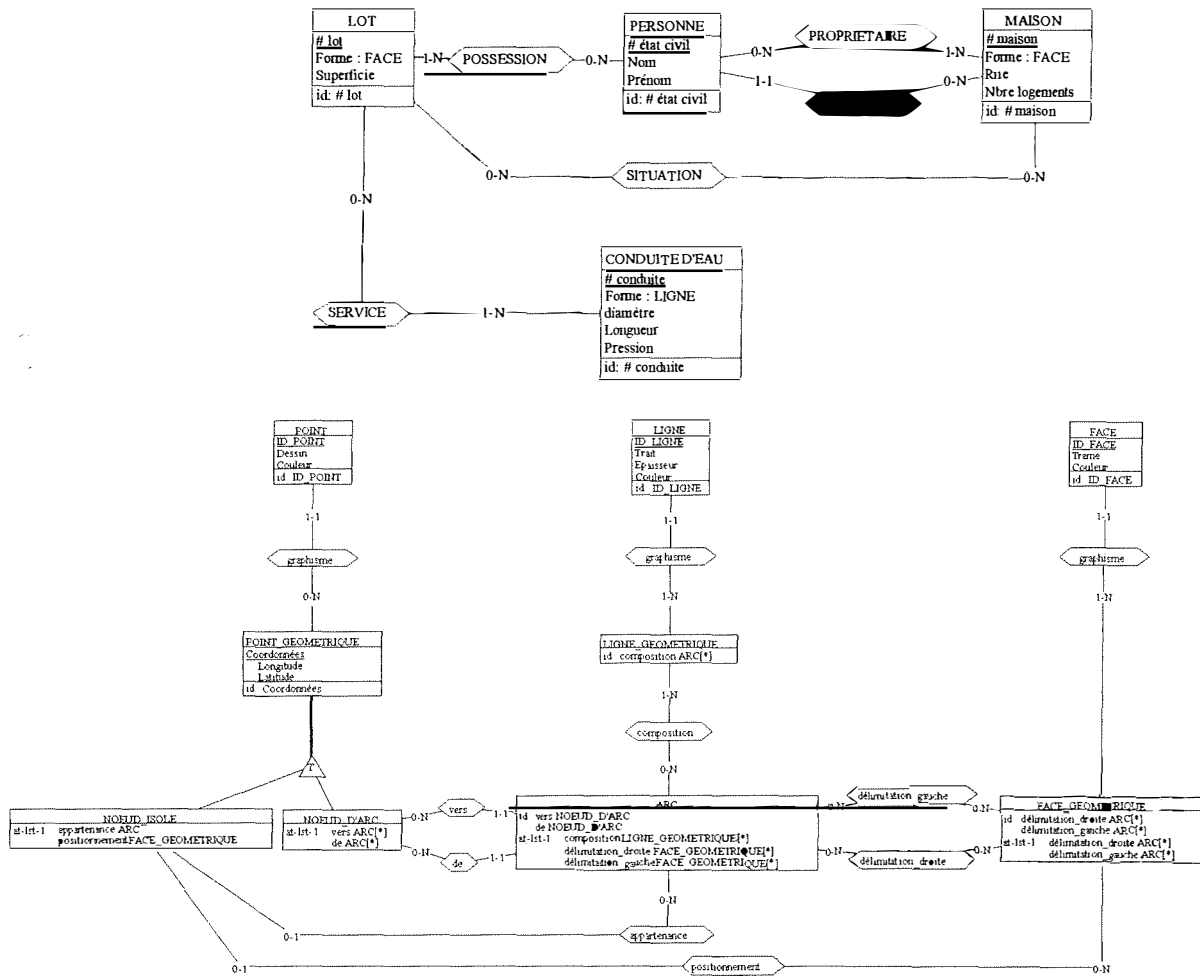 LOT
# lot
Forme : FACE
Superficie
id: # lot
1-N
POSSESSION
0-N
PERSONNE
# état civil
Nom
Prénom
id: # état civil
0-N
PROPRIETAIRE
1-N
1-1
0-N
MAISON
# maison
Forme : FACE
Rue
Nbre logements
id: # maison
0-N
SITUATION
0-N
0-N
SERVICE
1-N
CONDUITE D'EAU
# conduite
Forme : LIGNE
diamètre
Longueur
Pression
id: # conduite
POINT
ID_POINT
Dessin
Couleur
id ID_POINT
LIGNE
ID_LIGNE
Trait
Epaisseur
Couleur
id ID_LIGNE
FACE
ID_FACE
Trame
Couleur
id ID_FACE
1-1
1-1
1-1
graphisme
graphisme
graphisme
0-N
1-N
1-N
POINT_GEOMETRIQUE
Coordonnées
Longitude
Latitude
id Coordonnées
LIGNE_GEOMETRIQUE
id composition ARC[*]
1-N
composition
0-N
T
NOEUD_ISOLE
at-lst-1 appartenance ARC
positionnement FACE_GEOMETRIQUE
NOEUD_D'ARC
at-lst-1 vers ARC[*]
de ARC[*]
0-N
vers
1-1
0-N
de
1-1
ARC
id vers NOEUD_D'ARC
de NOEUD_D'ARC
at-lst-1 composition LIGNE_GEOMETRIQUE[*]
délimitation_droite FACE_GEOMETRIQUE[*]
délimitation_gauche FACE_GEOMETRIQUE[*]
0-N
délimitation_gauche
0-N
0-N
délimitation_droite
0-N
FACE_GEOMETRIQUE
id délimitation_droite ARC[*]
délimitation_gauche ARC[*]
at-lst-1 délimitation_droite ARC[*]
délimitation_gauche ARC[*]
0-N
0-1
appartenance
0-1
positionnement
0-N